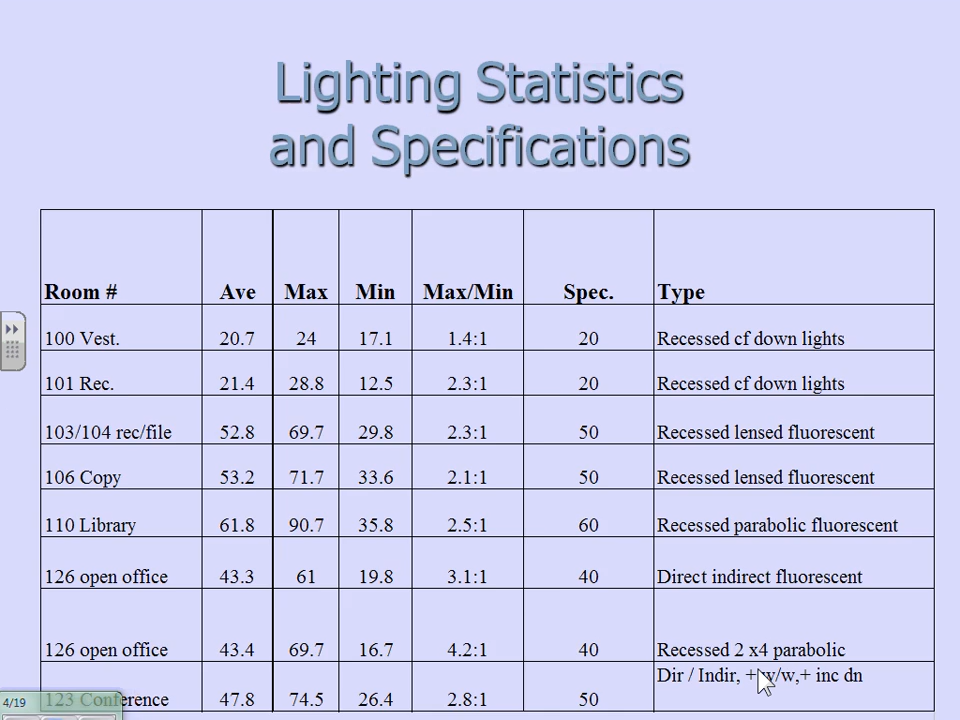 Lighting Statistics
and Specifications
Room # Ave Max Min Max/Min Spec. Type
100 Vest. 20.7 24 17.1 1.4:1 20 Recessed cf down lights
101 Rec. 21.4 28.8 12.5 2.3:1 20 Recessed cf down lights
103/104 rec/file 52.8 69.7 29.8 2.3:1 50 Recessed lensed fluorescent
106 Copy 53.2 71.7 33.6 2.1:1 50 Recessed lensed fluorescent
110 Library 61.8 90.7 35.8 2.5:1 60 Recessed parabolic fluorescent
126 open office 43.3 61 19.8 3.1:1 40 Direct indirect fluorescent
126 open office 43.4 69.7 16.7 4.2:1 40 Recessed 2 x4 parabolic
123 Conference 47.8 74.5 26.4 2.8:1 50 Dir / Indir, + inc dn
4/19